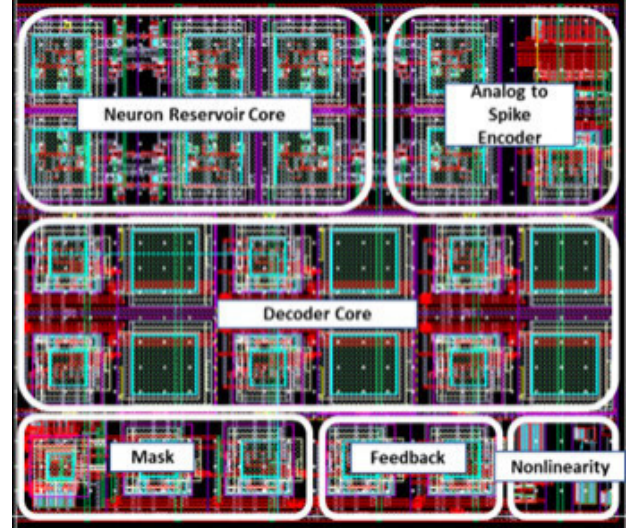 Neuron Reservoir Core
Analog to
Spike
Encoder
Decoder Core
Mask
Feedback
Nonlinearity